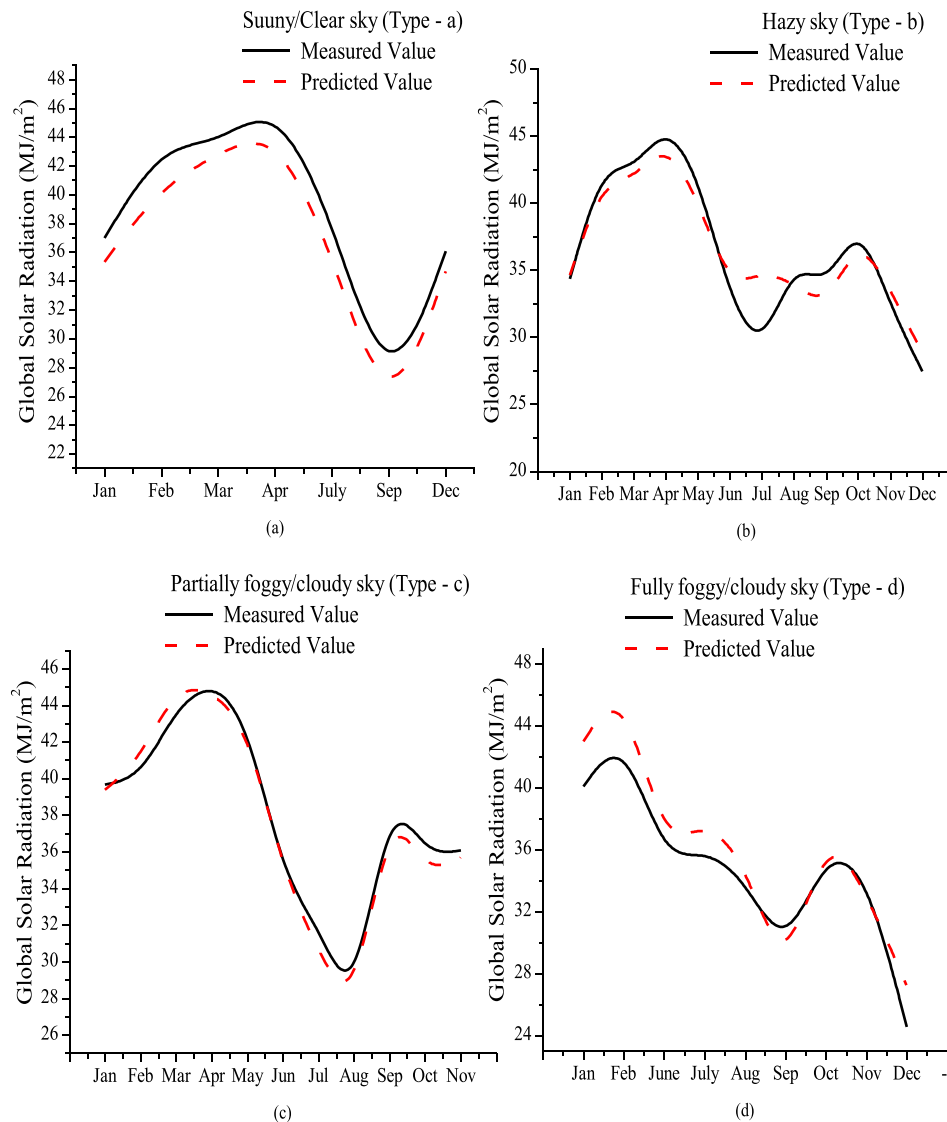 Suuny/Clear sky (Type - a)
Measured Value
Predicted Value
Global Solar Radiation (MJ/m²)
48
46
44
42
40
38
36
34
32
30
28
26
24
22
Jan Feb Mar Apr July Sep Dec
(a)
Hazy sky (Type - b)
Measured Value
Predicted Value
Global Solar Radiation (MJ/m²)
50
45
40
35
30
25
20
Jan Feb Mar Apr May Jun Jul Aug Sep Oct Nov Dec
(b)
Partially foggy/cloudy sky (Type - c)
Measured Value
Predicted Value
Global Solar Radiation (MJ/m²)
46
44
42
40
38
36
34
32
30
28
26
Jan Feb Mar Apr May Jun Jul Aug Sep Oct Nov
(c)
Fully foggy/cloudy sky (Type - d)
Measured Value
Predicted Value
Global Solar Radiation (MJ/m²)
48
44
40
36
32
28
24
Jan Feb June July Aug Sep Oct Nov Dec -
(d)